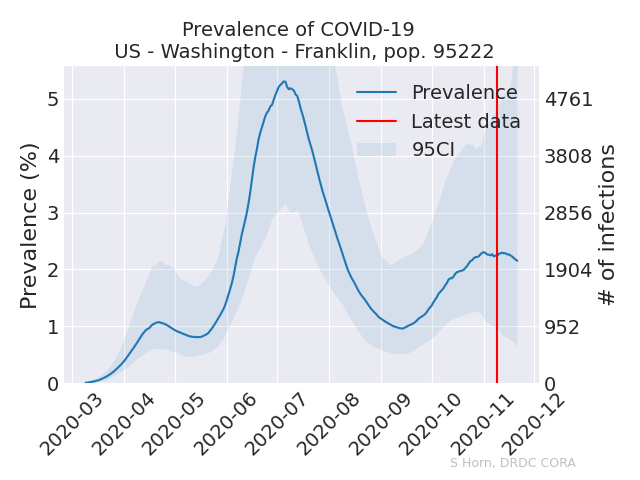 Prevalence of COVID-19
US - Washington - Franklin, pop. 95222
Prevalence
Latest data
95CI
Prevalence (%)
5
4
3
2
1
0
4761
3808
2856
1904
952
0
# of infections
2020-03
2020-04
2020-05
2020-06
2020-07
2020-08
2020-09
2020-10
2020-11
2020-12
S Horn, DRDC CORA